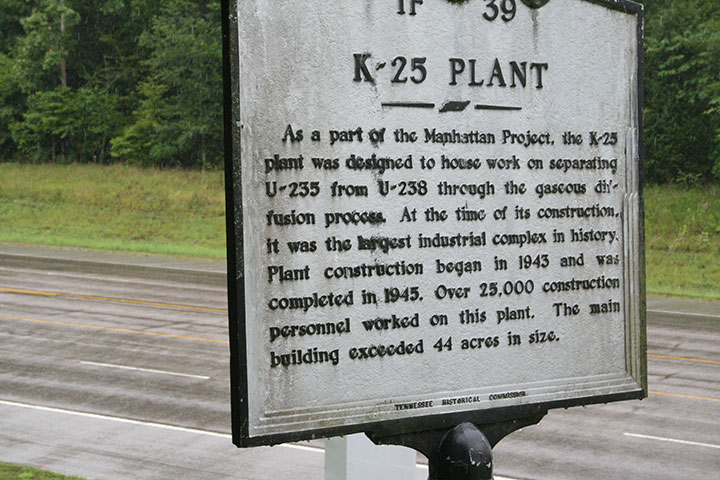 1F 39
K-25 PLANT
As a part of the Manhattan Project, the K-25
plant was designed to house work on separating
U-235 from U-238 through the gaseous dif-
fusion process. At the time of its construction,
it was the largest industrial complex in history.
Plant construction began in 1943 and was
completed in 1945. Over 25,000 construction
personnel worked on this plant. The main
building exceeded 44 acres in size.
TENNESSEE HISTORICAL COMMISSION